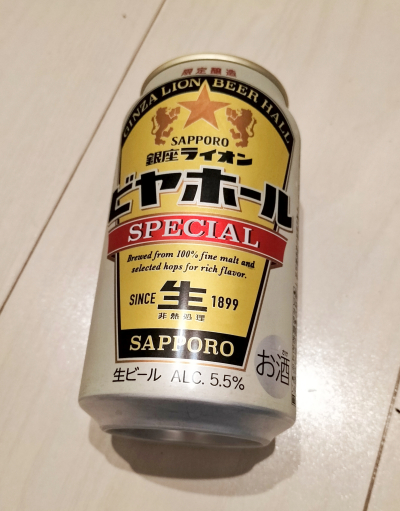 限定醸造
GINZA LION BEER HALL
SAPPORO
銀座ライオン
ビヤホール
SPECIAL
Brewed from 100% fine malt and
selected hops for rich flavor.
SINCE 生 1899
非熱処理
SAPPORO
生ビール ALC. 5.5%
お酒